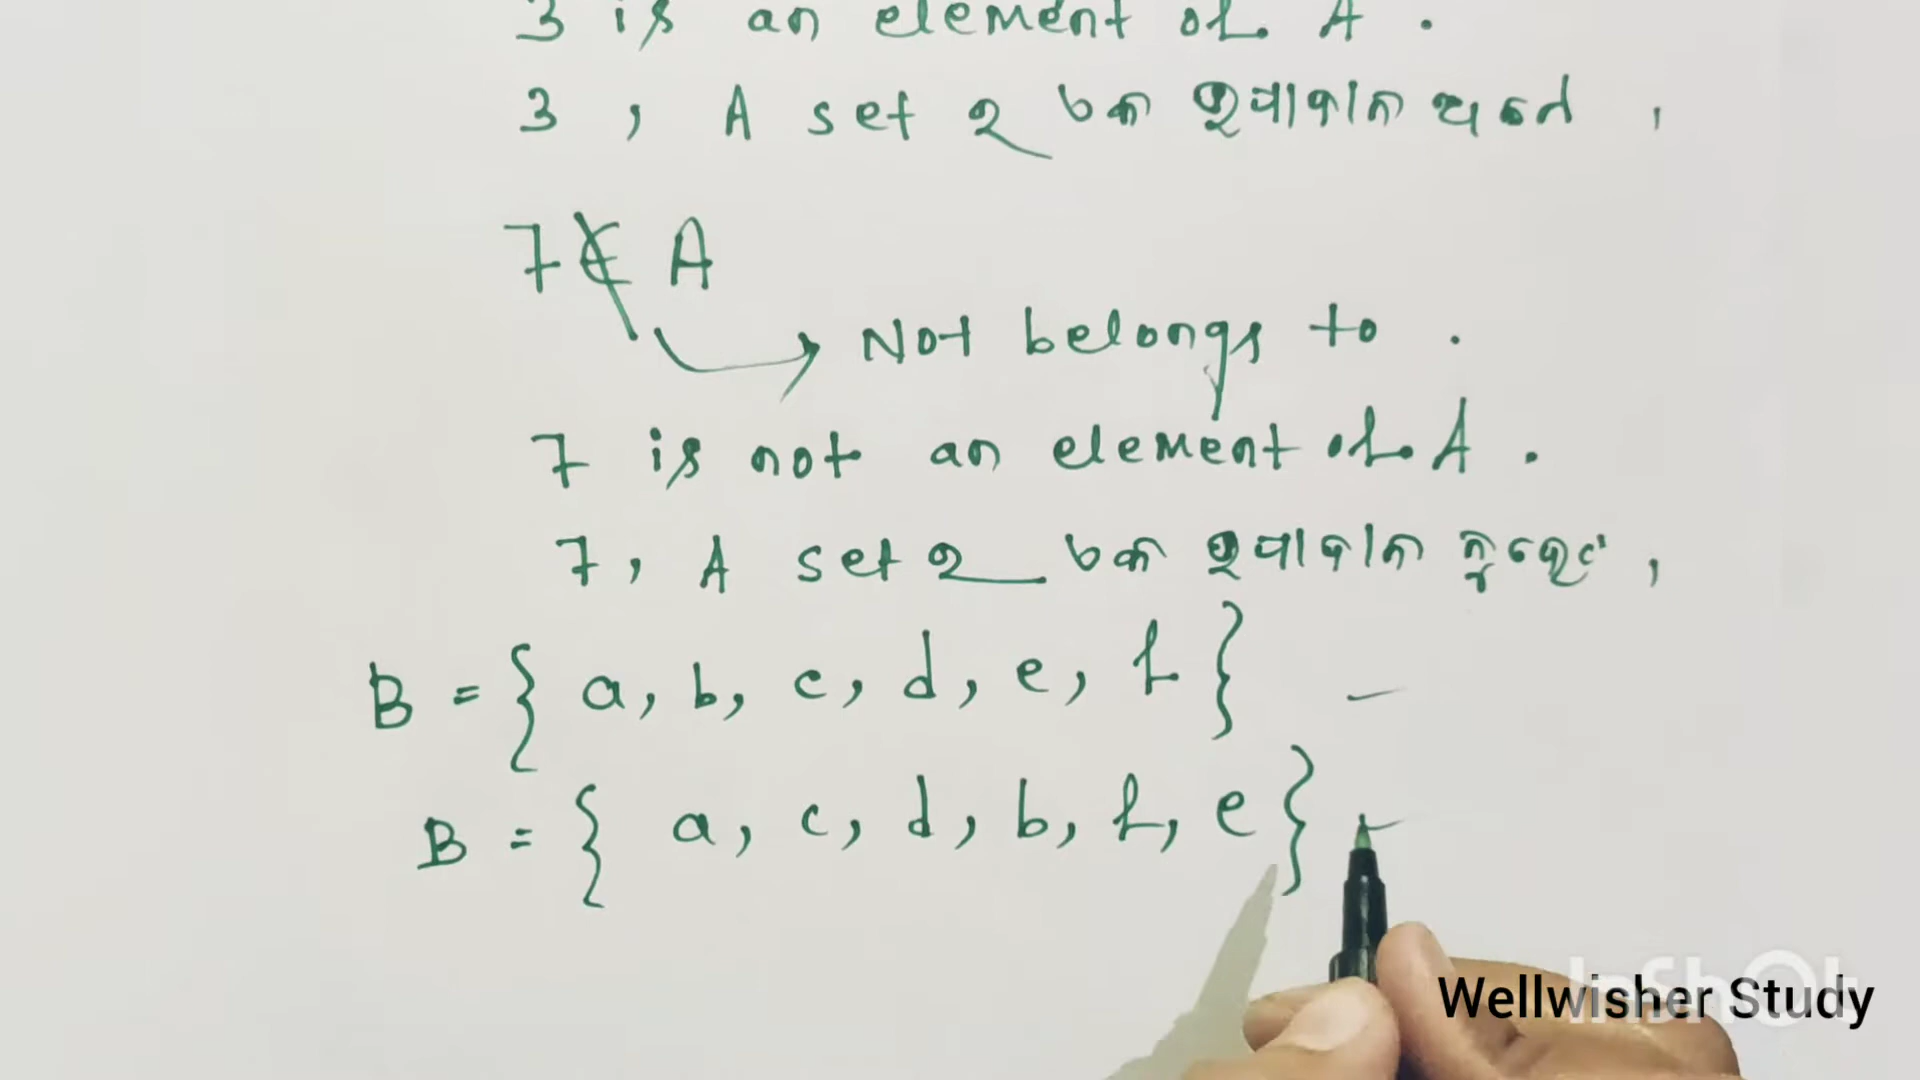 3 is an element of A.
3, A set ର ଏକ ଉପାଦାନ ଅଟେ ।
7 ∉ A
→ Not belongs to.
7 is not an element of A.
7, A set ର ଏକ ଉପାଦାନ ନୁହେଁ ।
B = { a, b, c, d, e, f } —
B = { a, c, d, b, f, e } —
Wellwisher Study
InShot